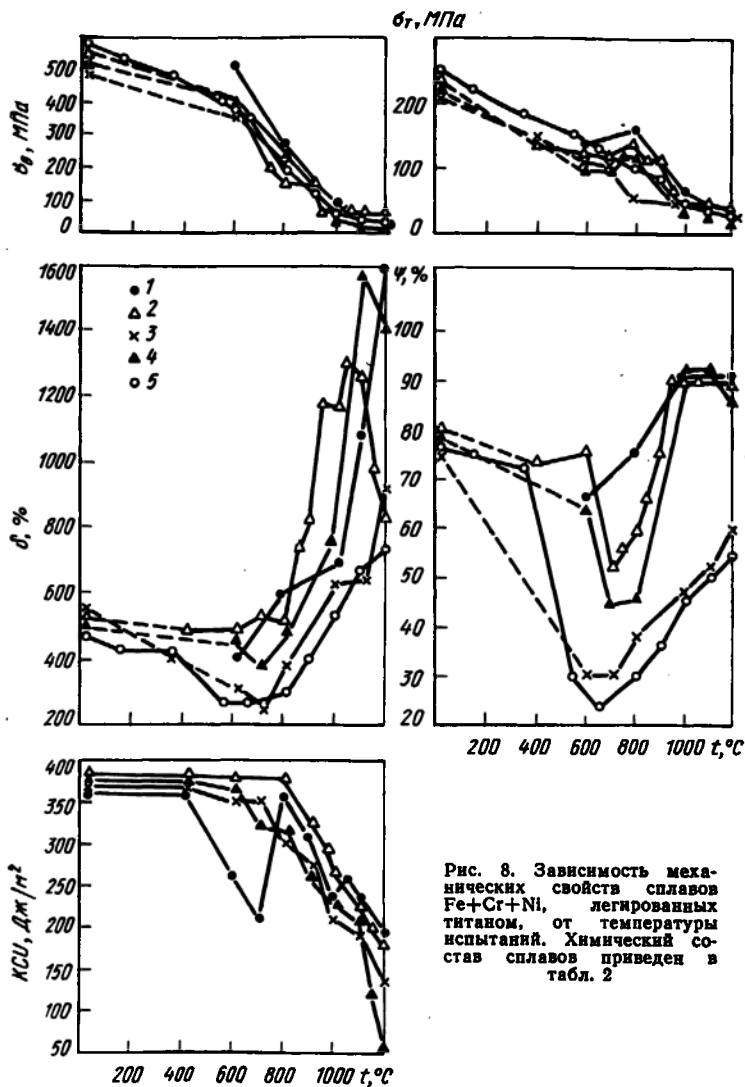 σт, МПа
σв, МПа
500
400
300
200
100
0
200
100
0
δ, %
1600
1400
1200
1000
800
600
400
200
1
2
3
4
5
Ψ, %
100
90
80
70
60
50
40
30
20
200 400 600 800 1000 t,°C
KCU, Дж/м²
400
350
300
250
200
150
100
50
0 200 400 600 800 1000 t,°C
Рис. 8. Зависимость меха-
нических свойств сплавов
Fe+Cr+Ni, легированных
титаном, от температуры
испытаний. Химический со-
став сплавов приведен в
табл. 2